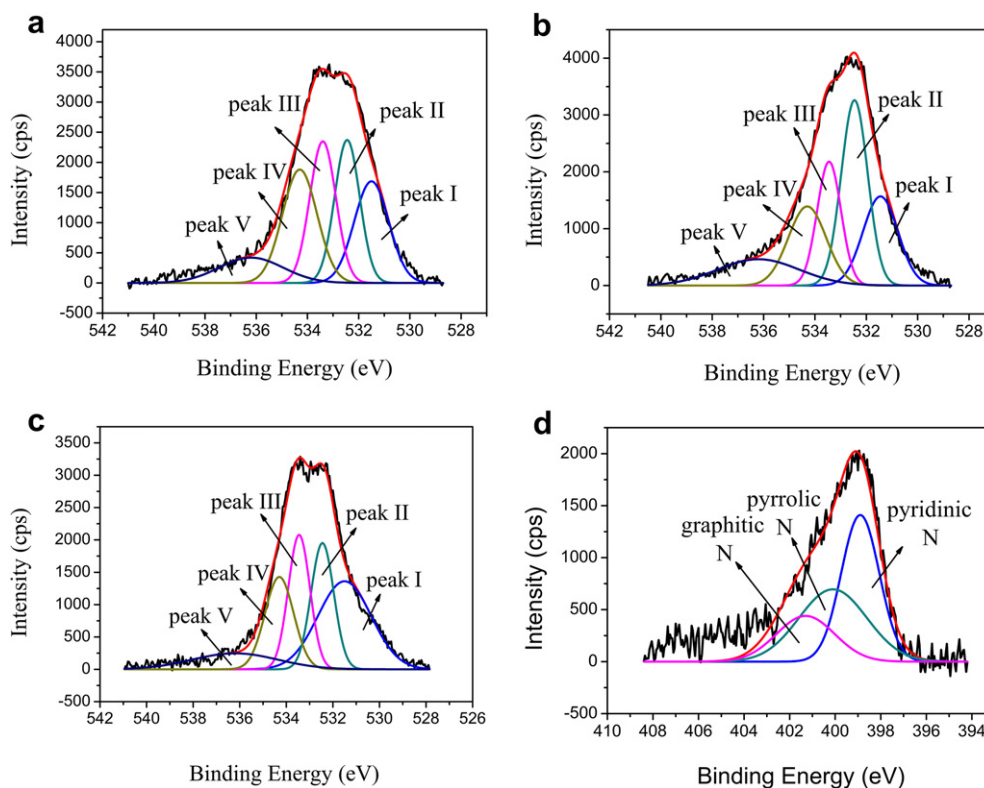 a
4000
3500
3000
2500
2000
1500
1000
500
0
-500
Intensity (cps)
peak III
peak II
peak IV
peak I
peak V
542 540 538 536 534 532 530 528
Binding Energy (eV)
b
4000
3000
2000
1000
0
Intensity (cps)
peak III
peak II
peak IV
peak I
peak V
542 540 538 536 534 532 530 528
Binding Energy (eV)
c
3500
3000
2500
2000
1500
1000
500
0
-500
Intensity (cps)
peak III
peak II
peak IV
peak I
peak V
542 540 538 536 534 532 530 528 526
Binding Energy (eV)
d
2000
1500
1000
500
0
-500
Intensity (cps)
graphitic
N
pyrrolic
N
pyridinic
N
410 408 406 404 402 400 398 396 394
Binding Energy (eV)